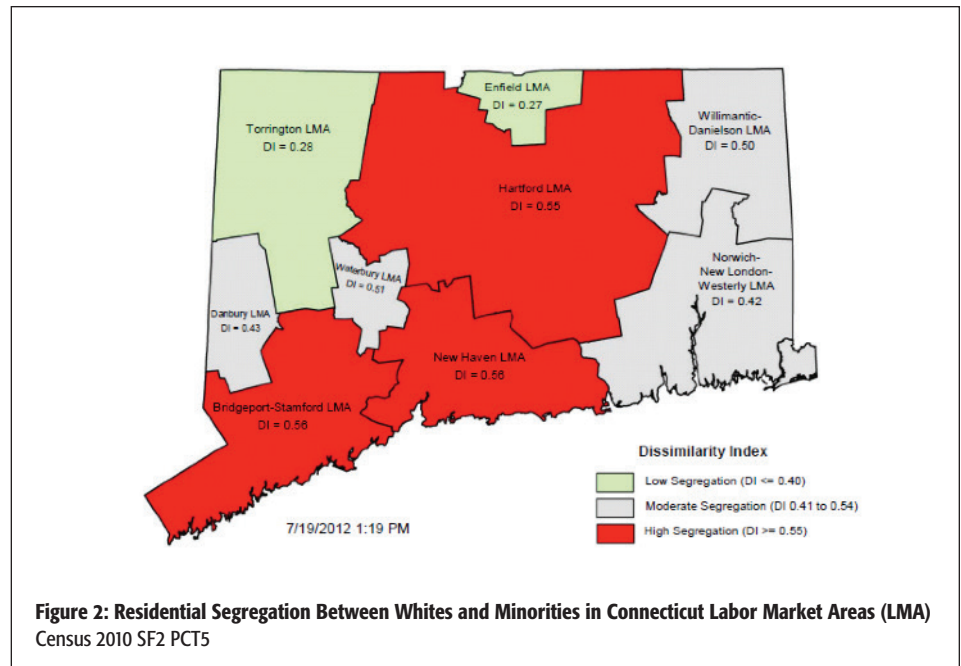 Enfield LMA
DI = 0.27
Torrington LMA
DI = 0.28
Willimantic-
Danielson LMA
DI = 0.50
Hartford LMA
DI = 0.55
Waterbury LMA
DI = 0.51
Norwich-
New London-
Westerly LMA
DI = 0.42
Danbury LMA
DI = 0.43
New Haven LMA
DI = 0.56
Bridgeport-Stamford LMA
DI = 0.56
Dissimilarity Index
Low Segregation (DI <= 0.40)
Moderate Segregation (DI 0.41 to 0.54)
High Segregation (DI >= 0.55)
7/19/2012 1:19 PM
Figure 2: Residential Segregation Between Whites and Minorities in Connecticut Labor Market Areas (LMA)
Census 2010 SF2 PCT5